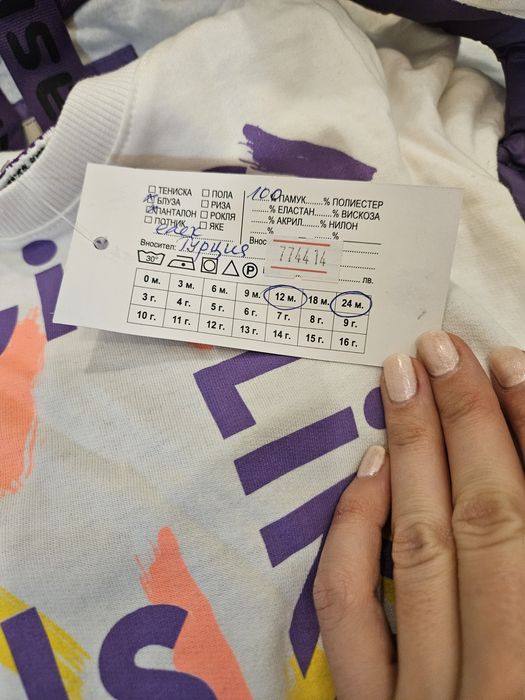 ☐ ТЕНИСКА ☐ ПОЛА 100% ПАМУК......% ПОЛИЕСТЕР
☒ БЛУЗА ☐ РИЗА ......% ЕЛАСТАН......% ВИСКОЗА
☒ ПАНТАЛОН ☐ РОКЛЯ ......% АКРИЛ......% НИЛОН
☐ ПОТНИК ☐ ЯКЕ ......% ......%
Вносител: Турция Внос
774414
лв.
30° P
0 м. 3 м. 6 м. 9 м. 12 м. 18 м. 24 м.
3 г. 4 г. 5 г. 6 г. 7 г. 8 г. 9 г.
10 г. 11 г. 12 г. 13 г. 14 г. 15 г. 16 г.